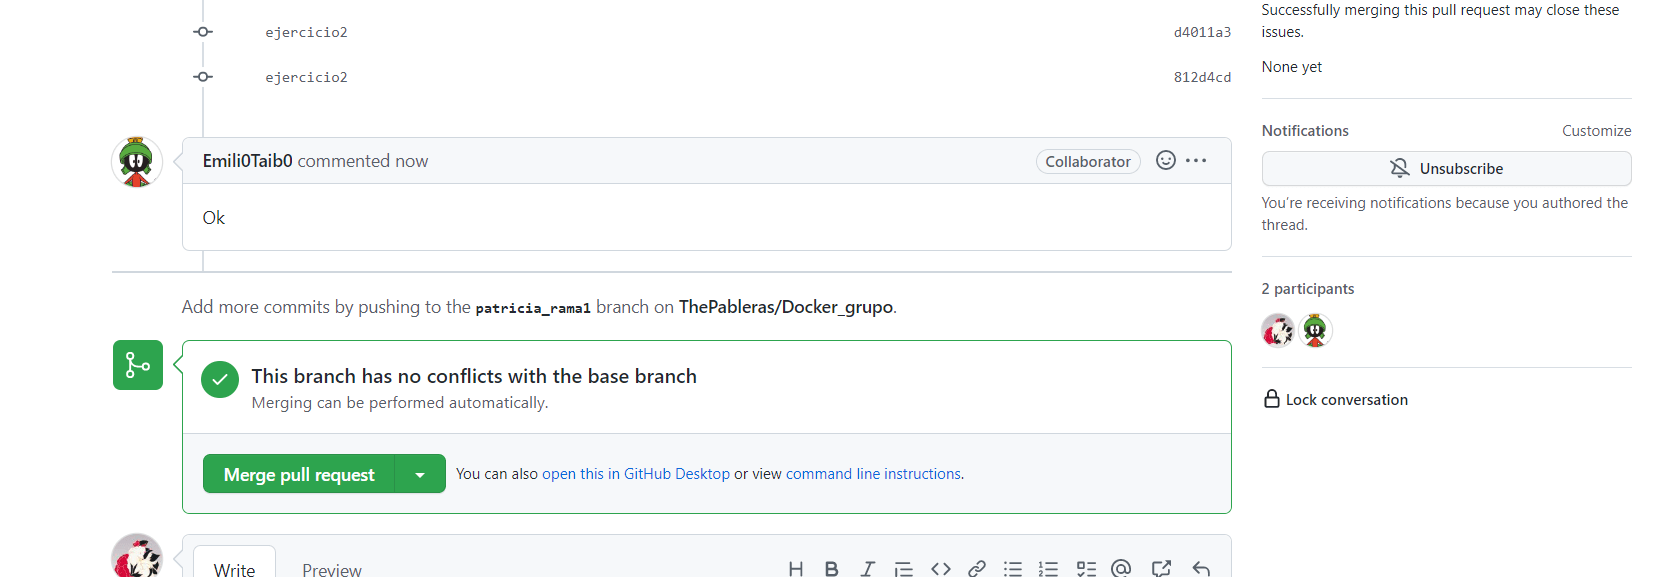 Successfully merging this pull request may close these
issues.
None yet
ejercicio2 d4011a3
ejercicio2 812d4cd
Notifications Customize
Unsubscribe
You're receiving notifications because you authored the
thread.
2 participants
Lock conversation
Emili0Taib0 commented now Collaborator
Ok
Add more commits by pushing to the patricia_rama1 branch on ThePableras/Docker_grupo.
This branch has no conflicts with the base branch
Merging can be performed automatically.
Merge pull request You can also open this in GitHub Desktop or view command line instructions.
Write Preview